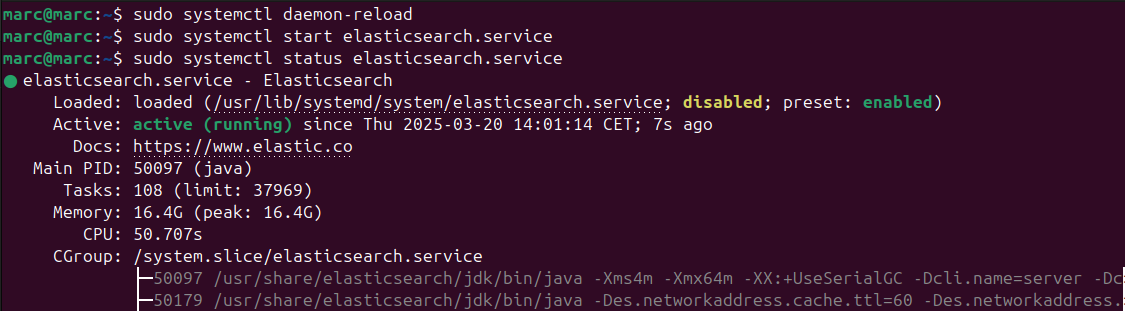 marc@marc:~$ sudo systemctl daemon-reload
marc@marc:~$ sudo systemctl start elasticsearch.service
marc@marc:~$ sudo systemctl status elasticsearch.service
● elasticsearch.service - Elasticsearch
Loaded: loaded (/usr/lib/systemd/system/elasticsearch.service; disabled; preset: enabled)
Active: active (running) since Thu 2025-03-20 14:01:14 CET; 7s ago
Docs: https://www.elastic.co
Main PID: 50097 (java)
Tasks: 108 (limit: 37969)
Memory: 16.4G (peak: 16.4G)
CPU: 50.707s
CGroup: /system.slice/elasticsearch.service
├─50097 /usr/share/elasticsearch/jdk/bin/java -Xms4m -Xmx64m -XX:+UseSerialGC -Dcli.name=server -Dc
├─50179 /usr/share/elasticsearch/jdk/bin/java -Des.networkaddress.cache.ttl=60 -Des.networkaddress.